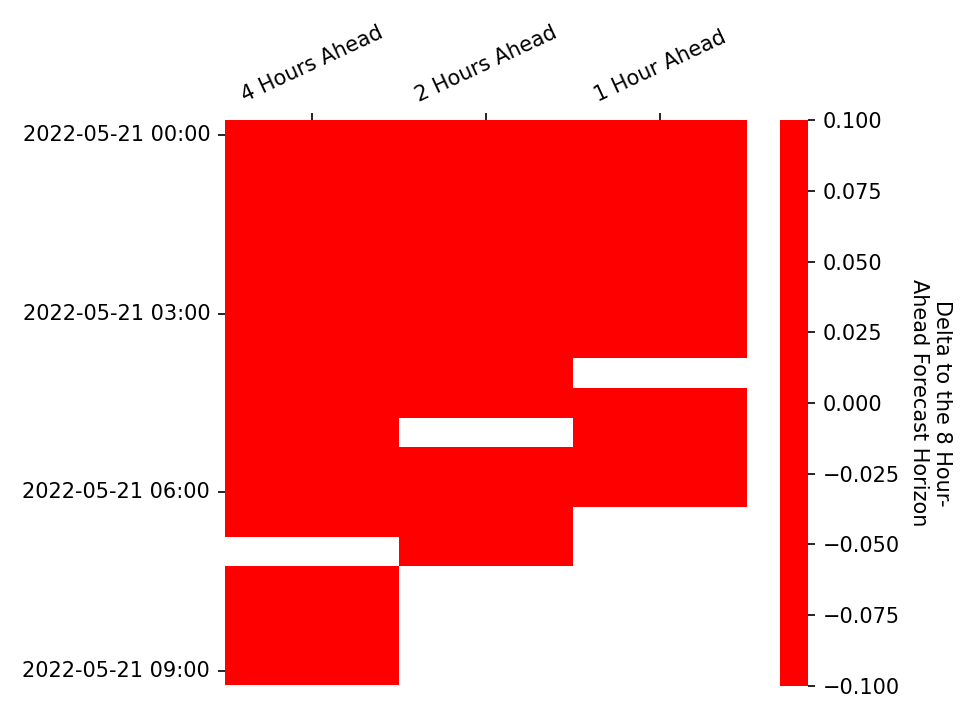 4 Hours Ahead
2 Hours Ahead
1 Hour Ahead
2022-05-21 00:00
2022-05-21 03:00
2022-05-21 06:00
2022-05-21 09:00
0.100
0.075
0.050
0.025
0.000
−0.025
−0.050
−0.075
−0.100
Delta to the 8 Hour-
Ahead Forecast Horizon